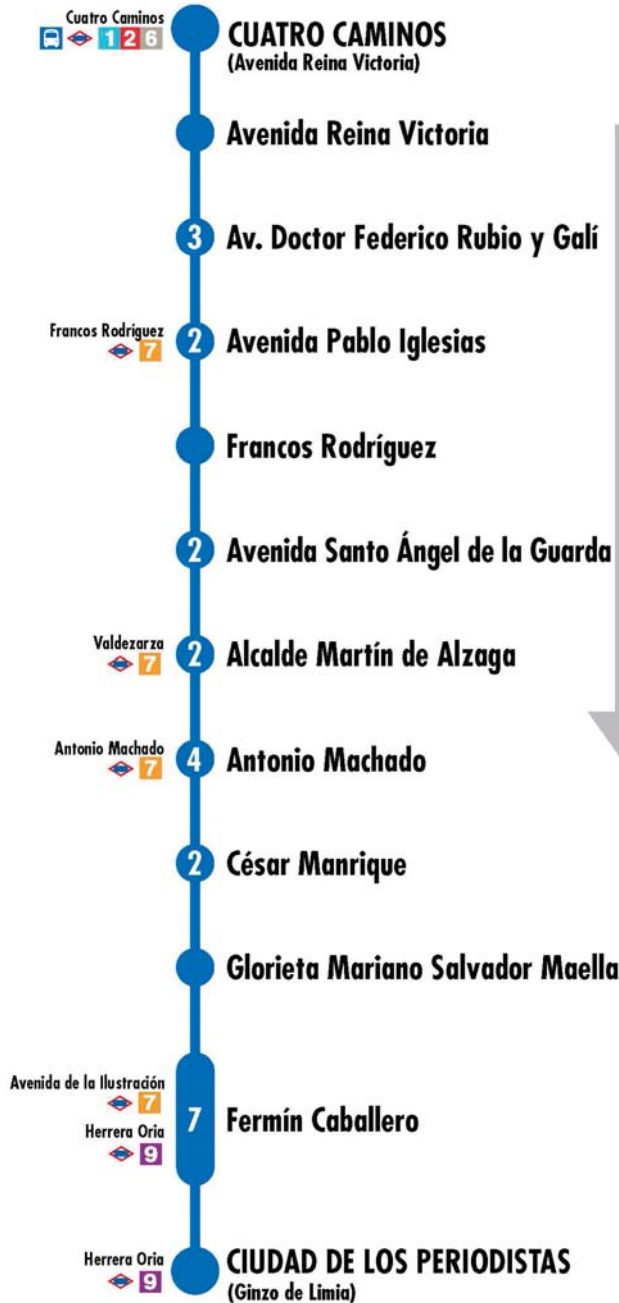 Cuatro Caminos
1 2 6
CUATRO CAMINOS
(Avenida Reina Victoria)
Avenida Reina Victoria
3 Av. Doctor Federico Rubio y Galí
Francos Rodríguez
7
2 Avenida Pablo Iglesias
Francos Rodríguez
2 Avenida Santo Ángel de la Guarda
Valdezarza
7
2 Alcalde Martín de Alzaga
Antonio Machado
7
4 Antonio Machado
2 César Manrique
Glorieta Mariano Salvador Maella
Avenida de la Ilustración
7
Herrera Oria
9
7 Fermín Caballero
Herrera Oria
9
CIUDAD DE LOS PERIODISTAS
(Ginzo de Limia)